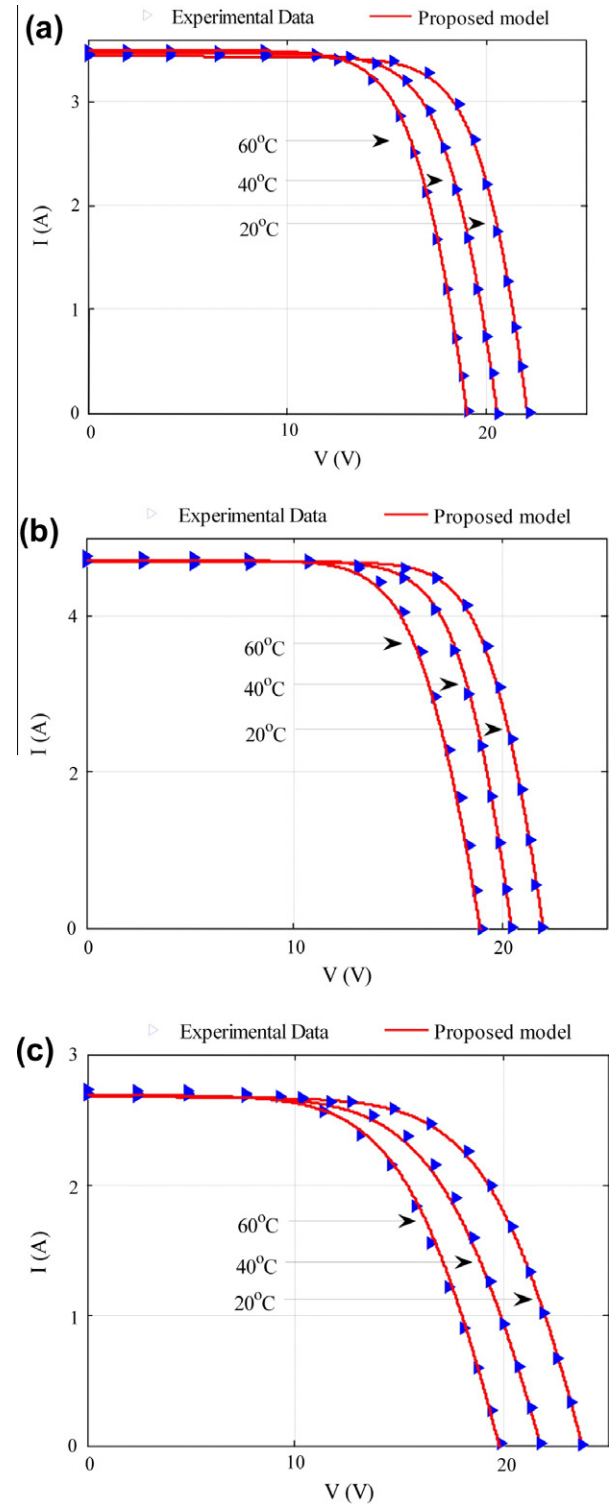 (a)
Experimental Data
Proposed model
3
2
1
0
I (A)
60°C
40°C
20°C
0
10
20
V (V)
(b)
Experimental Data
Proposed model
4
2
0
I (A)
60°C
40°C
20°C
0
10
20
V (V)
(c)
Experimental Data
Proposed model
3
2
1
0
I (A)
60°C
40°C
20°C
0
10
20
V (V)